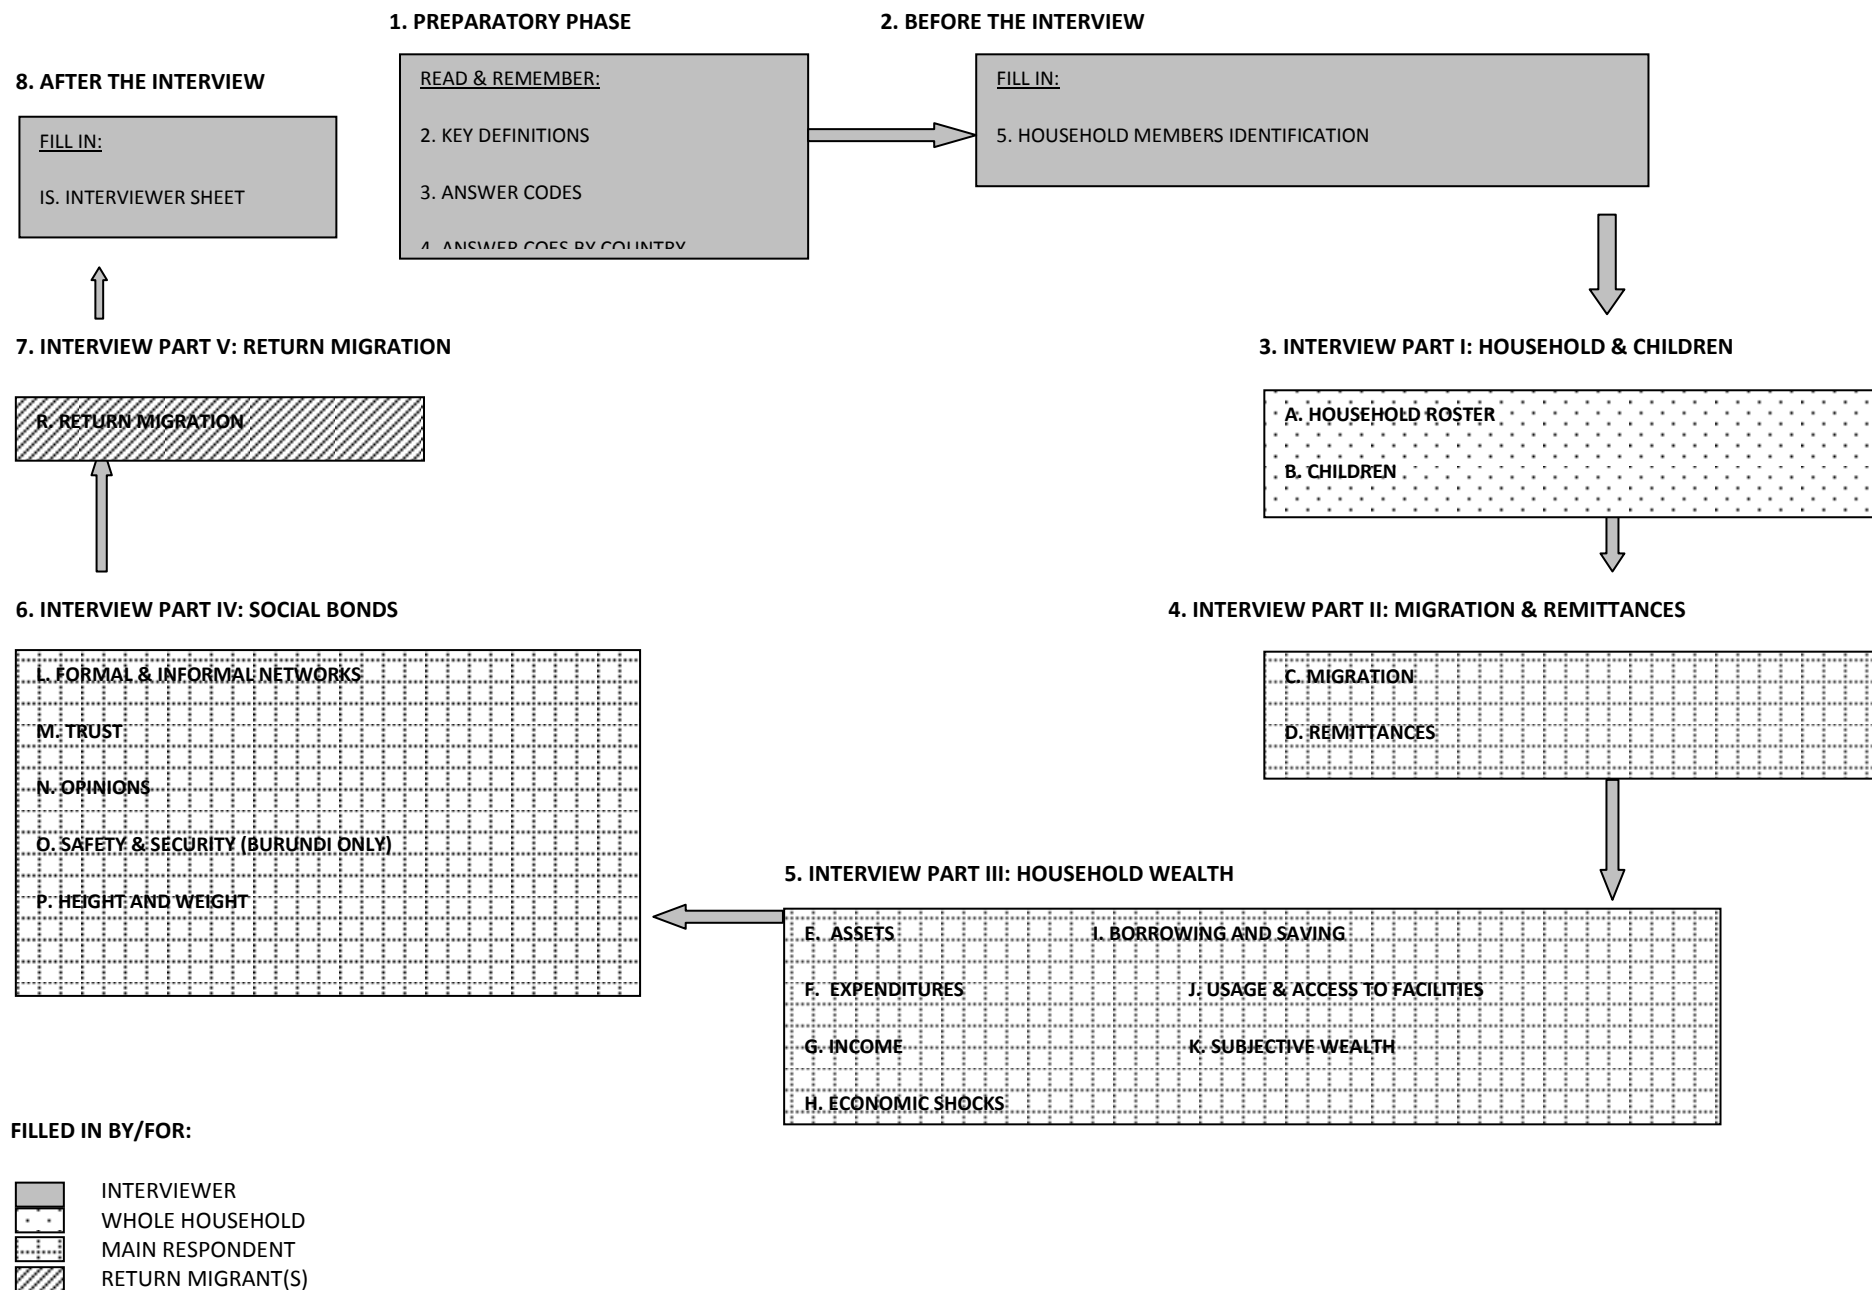 1. PREPARATORY PHASE
READ & REMEMBER:
2. KEY DEFINITIONS
3. ANSWER CODES
4. ANSWER COES BY COUNTRY
2. BEFORE THE INTERVIEW
FILL IN:
5. HOUSEHOLD MEMBERS IDENTIFICATION
3. INTERVIEW PART I: HOUSEHOLD & CHILDREN
A. HOUSEHOLD ROSTER
B. CHILDREN
4. INTERVIEW PART II: MIGRATION & REMITTANCES
C. MIGRATION
D. REMITTANCES
5. INTERVIEW PART III: HOUSEHOLD WEALTH
E. ASSETS
F. EXPENDITURES
G. INCOME
H. ECONOMIC SHOCKS
I. BORROWING AND SAVING
J. USAGE & ACCESS TO FACILITIES
K. SUBJECTIVE WEALTH
6. INTERVIEW PART IV: SOCIAL BONDS
L. FORMAL & INFORMAL NETWORKS
M. TRUST
N. OPINIONS
O. SAFETY & SECURITY (BURUNDI ONLY)
P. HEIGHT AND WEIGHT
7. INTERVIEW PART V: RETURN MIGRATION
R. RETURN MIGRATION
8. AFTER THE INTERVIEW
FILL IN:
IS. INTERVIEWER SHEET
FILLED IN BY/FOR:
INTERVIEWER
WHOLE HOUSEHOLD
MAIN RESPONDENT
RETURN MIGRANT(S)